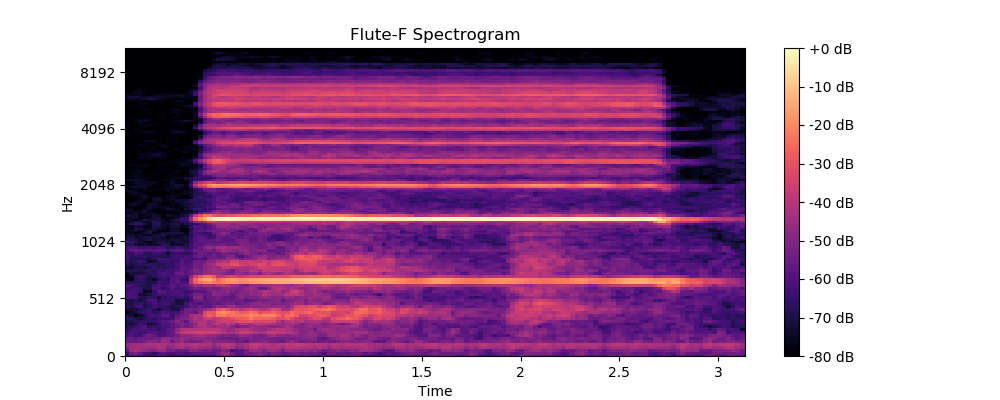 Flute-F Spectrogram
Hz
8192
4096
2048
1024
512
0
0 0.5 1 1.5 2 2.5 3
Time
+0 dB
-10 dB
-20 dB
-30 dB
-40 dB
-50 dB
-60 dB
-70 dB
-80 dB